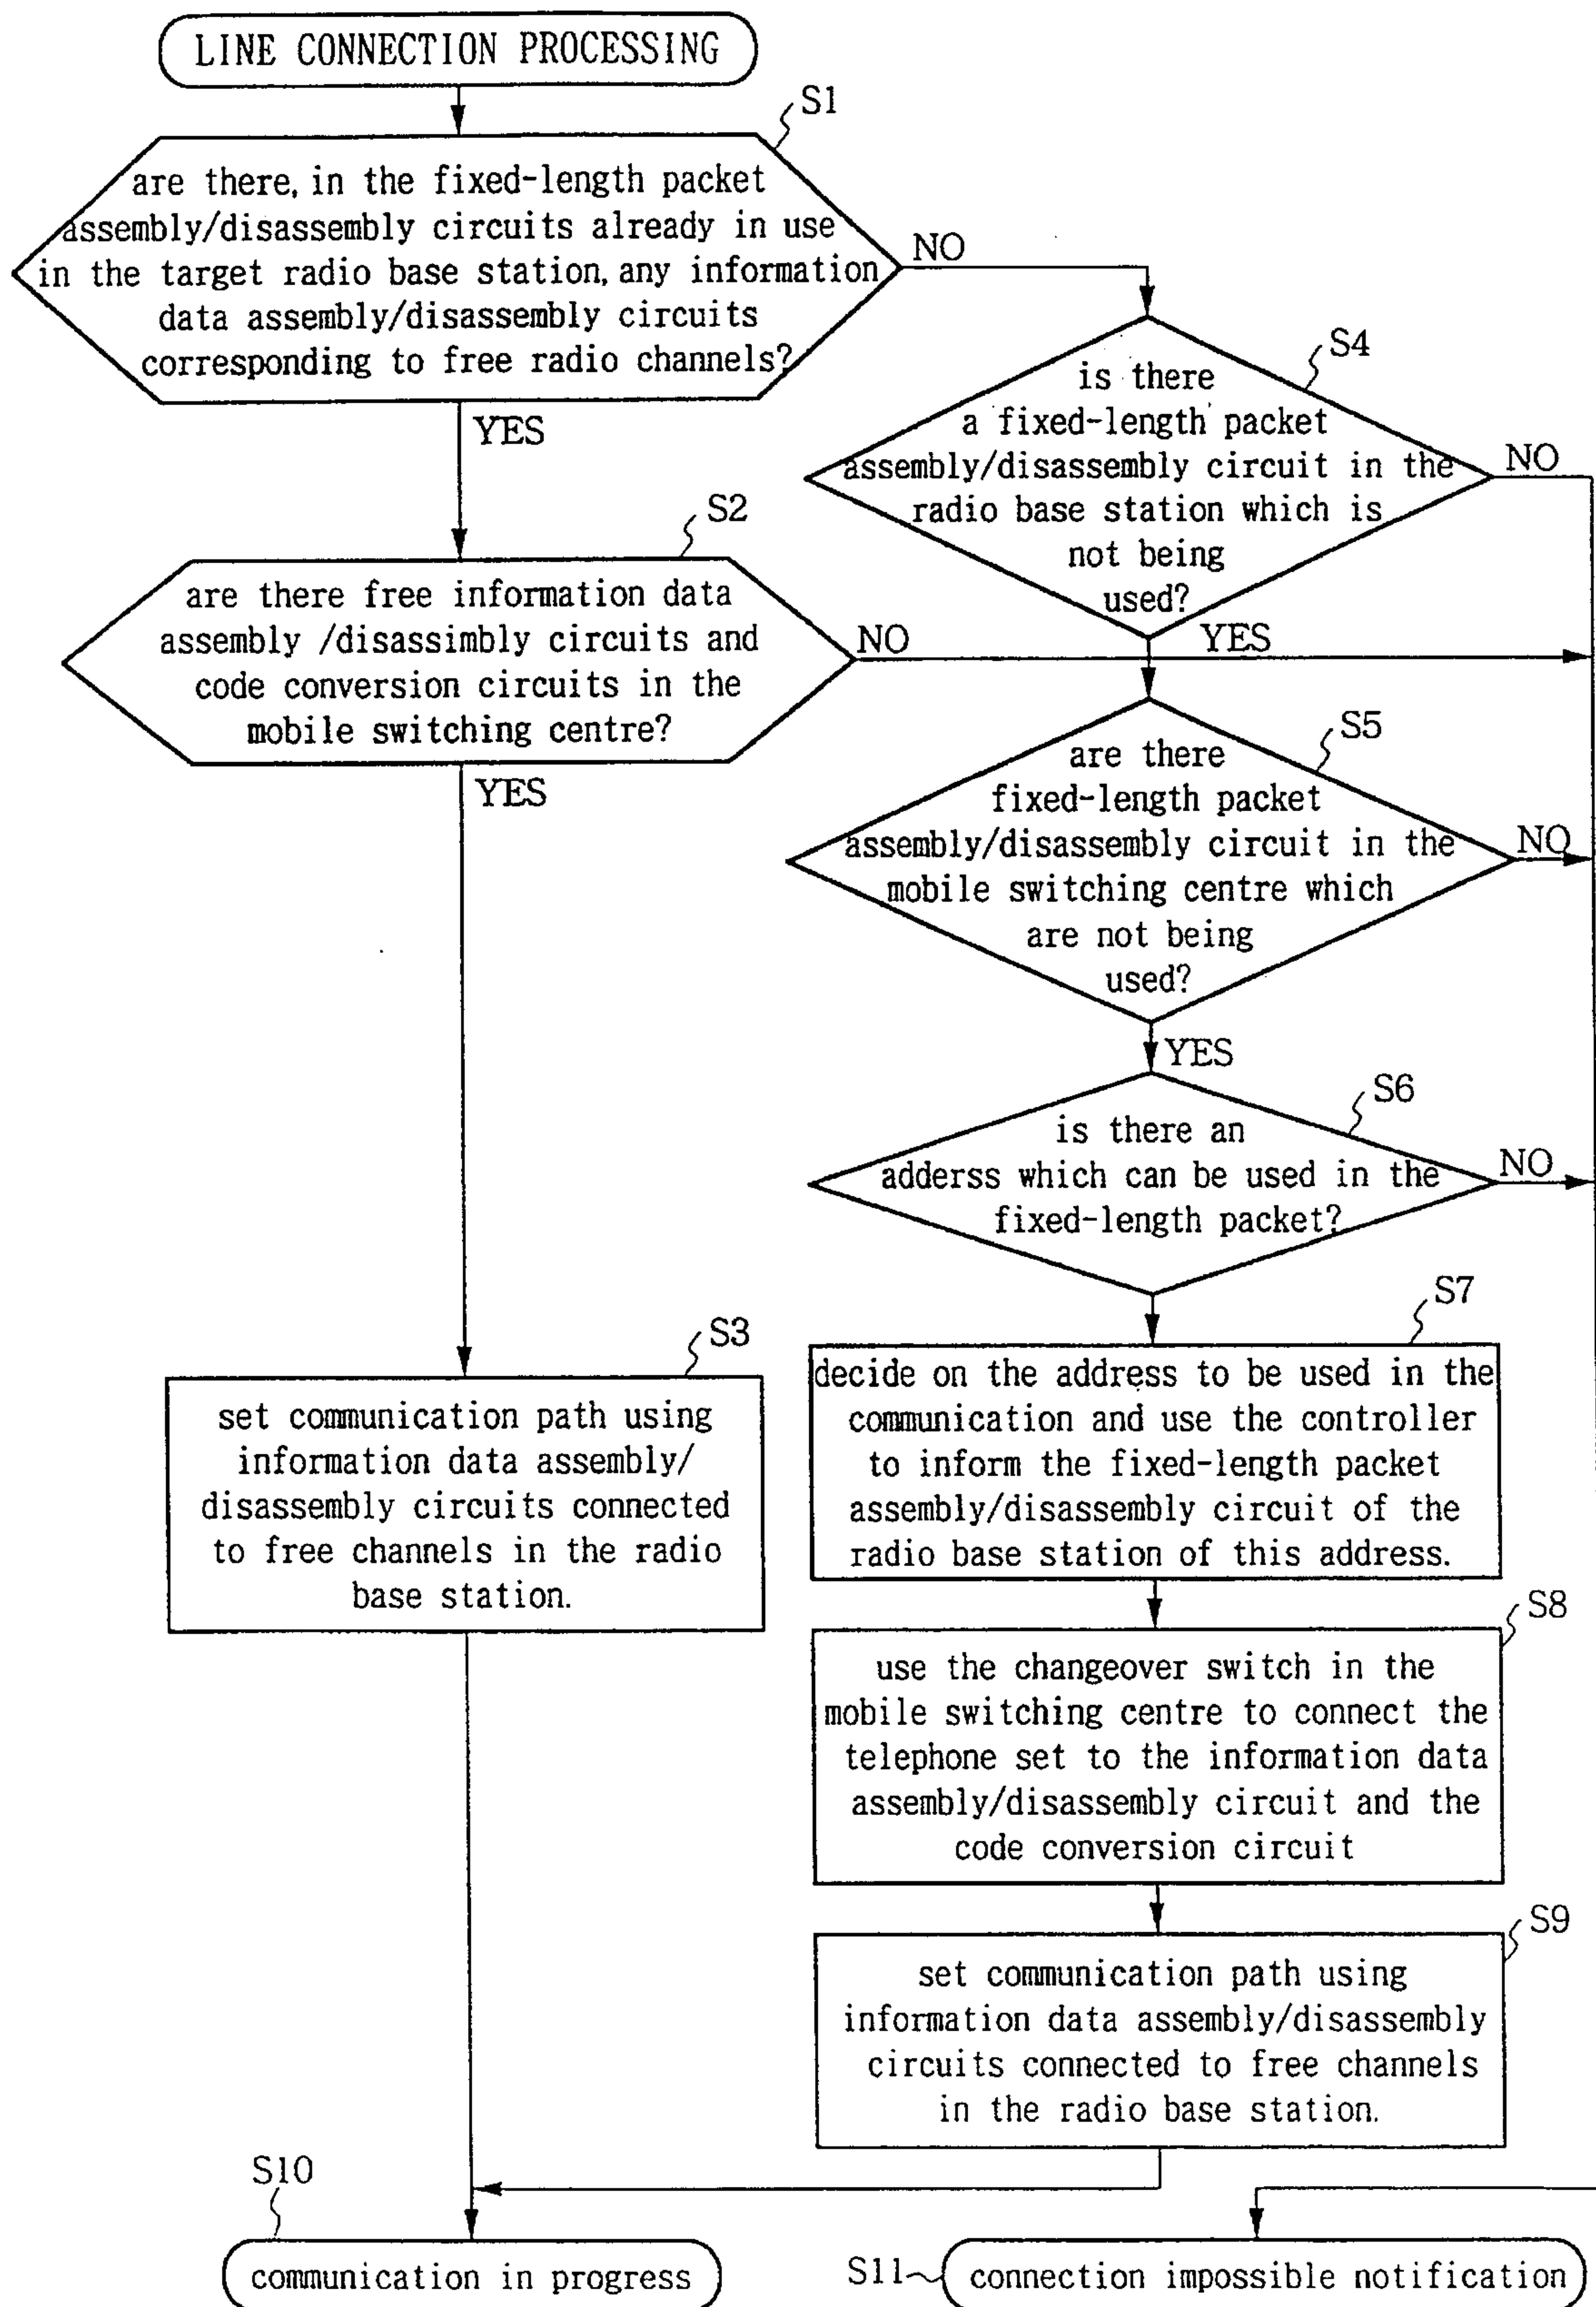 LINE CONNECTION PROCESSING
S1
are there, in the fixed-length packet
assembly/disassembly circuits already in use
in the target radio base station, any information
data assembly/disassembly circuits
corresponding to free radio channels?
NO
YES
S4
is there
a fixed-length packet
assembly/disassembly circuit in the
radio base station which is
not being
used?
NO
YES
S2
are there free information data
assembly /disassimbly circuits and
code conversion circuits in the
mobile switching centre?
NO
YES
S5
are there
fixed-length packet
assembly/disassembly circuit in the
mobile switching centre which
are not being
used?
NO
YES
S6
is there an
adderss which can be used in the
fixed-length packet?
NO
S3
set communication path using
information data assembly/
disassembly circuits connected
to free channels in the radio
base station.
S7
decide on the address to be used in the
communication and use the controller
to inform the fixed-length packet
assembly/disassembly circuit of the
radio base station of this address.
S8
use the changeover switch in the
mobile switching centre to connect the
telephone set to the information data
assembly/disassembly circuit and the
code conversion circuit
S9
set communication path using
information data assembly/disassembly
circuits connected to free channels
in the radio base station.
S10
communication in progress
S11
connection impossible notification